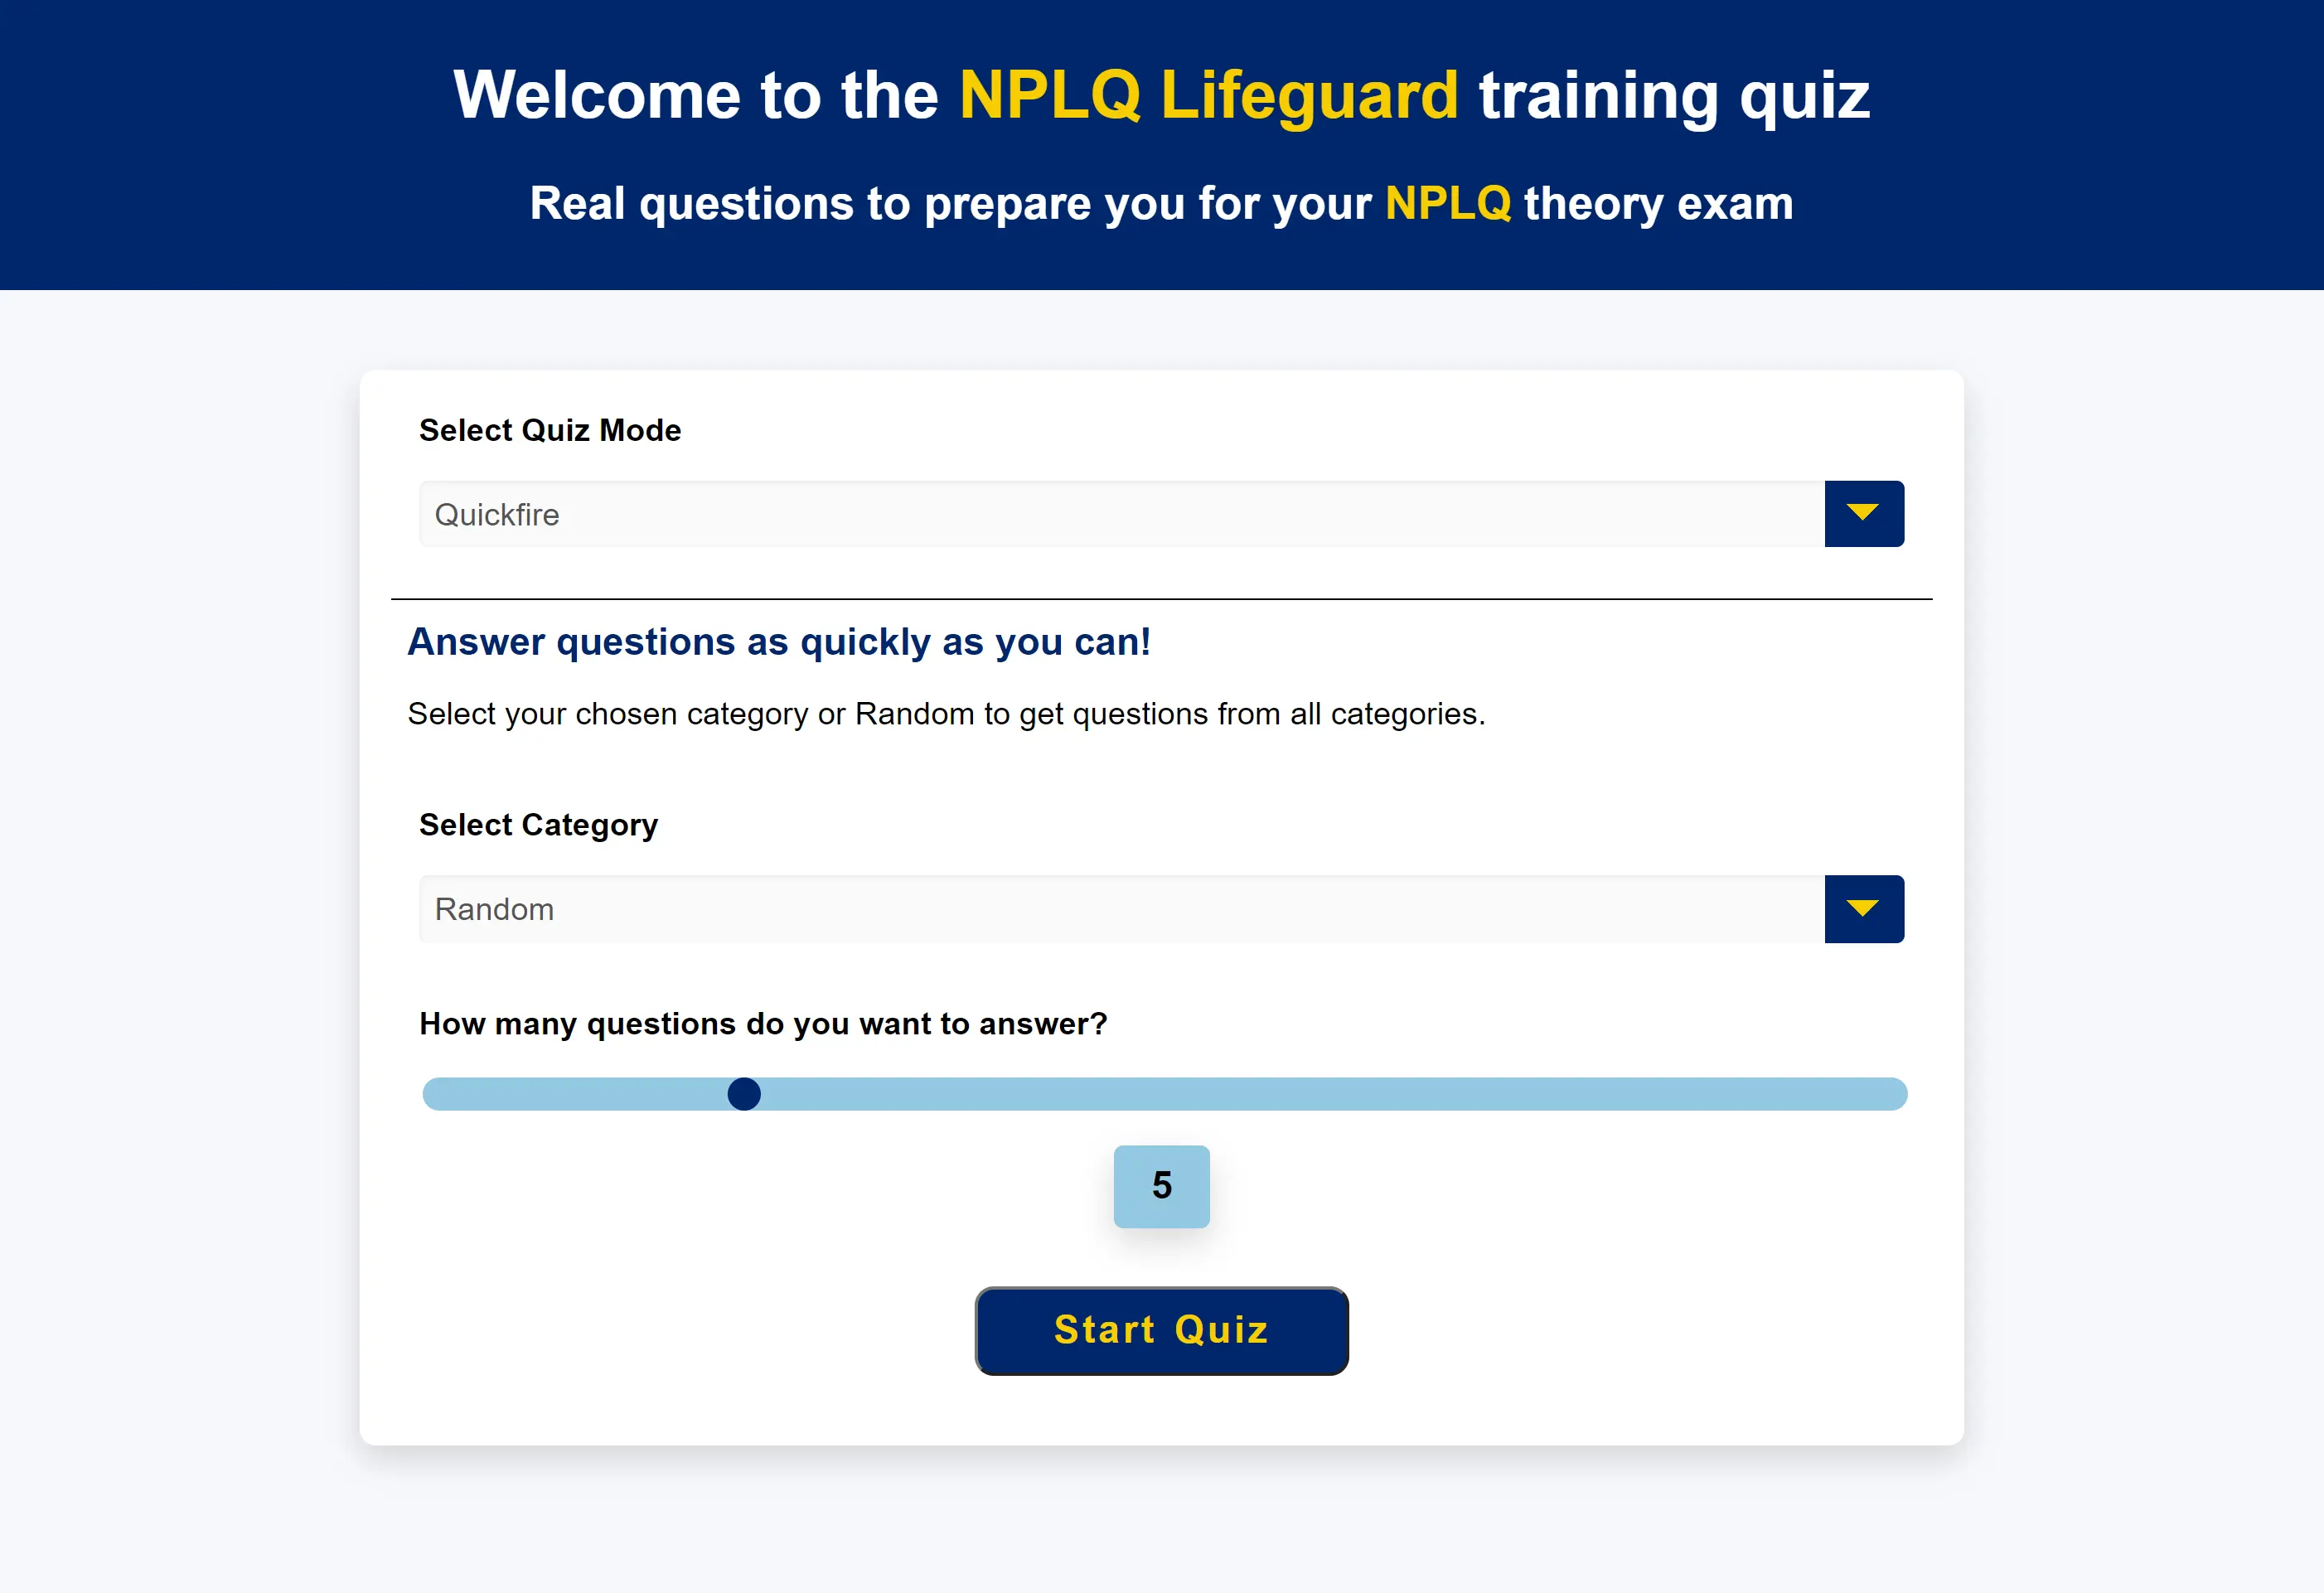 Welcome to the NPLQ Lifeguard training quiz
Real questions to prepare you for your NPLQ theory exam
Select Quiz Mode
Quickfire
Answer questions as quickly as you can!
Select your chosen category or Random to get questions from all categories.
Select Category
Random
How many questions do you want to answer?
5
Start Quiz